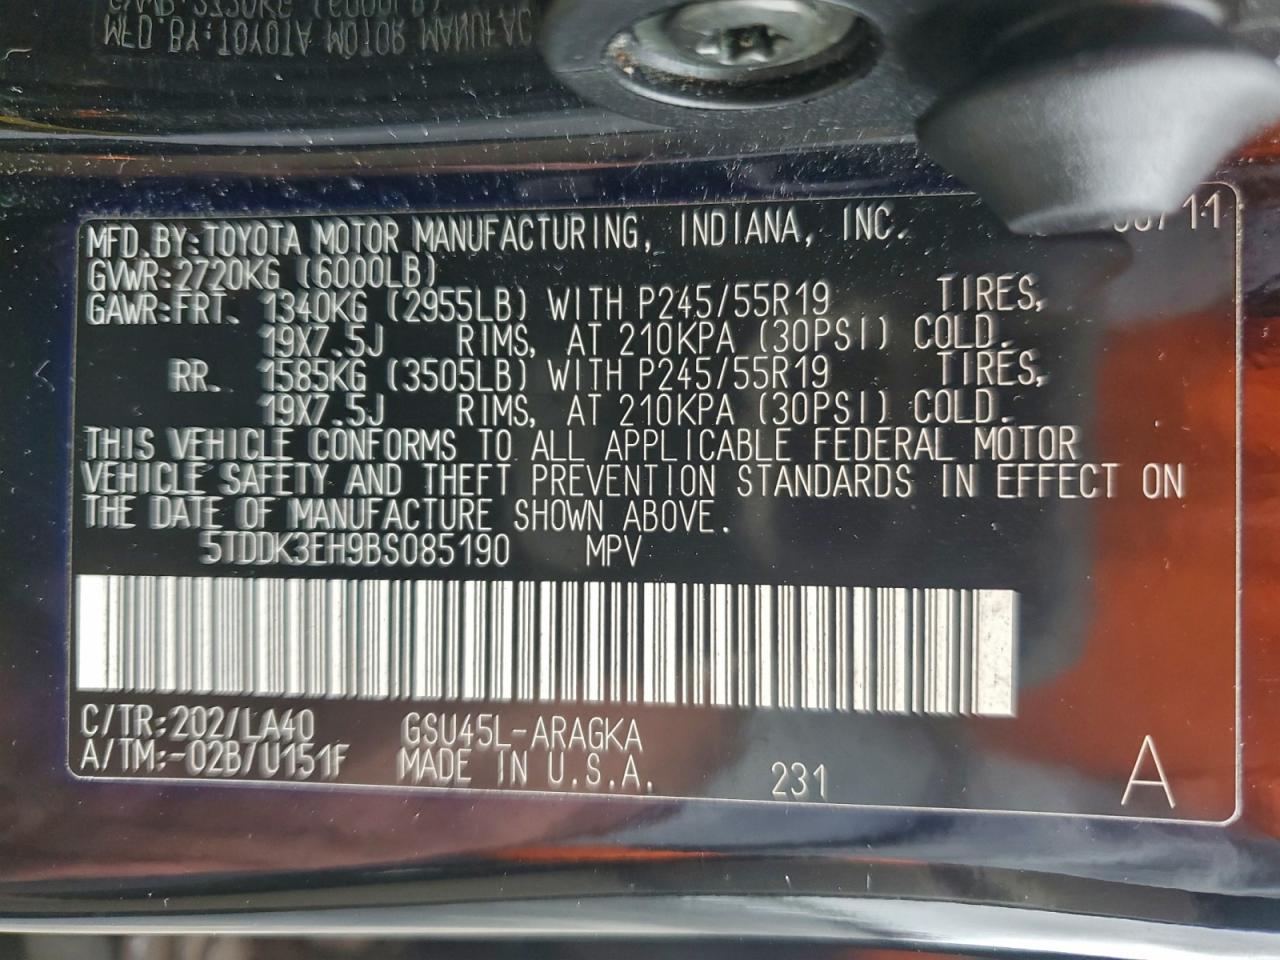 MFD.BY:TOYOTA MOTOR MANUFACTURING, INDIANA, INC.
GVWR:2720KG (6000LB)
GAWR:FRT. 1340KG (2955LB) WITH P245/55R19 TIRES,
19X7.5J RIMS, AT 210KPA (30PSI) COLD.
RR. 1585KG (3505LB) WITH P245/55R19 TIRES,
19X7.5J RIMS, AT 210KPA (30PSI) COLD.
THIS VEHICLE CONFORMS TO ALL APPLICABLE FEDERAL MOTOR
VEHICLE SAFETY AND THEFT PREVENTION STANDARDS IN EFFECT ON
THE DATE OF MANUFACTURE SHOWN ABOVE.
5TDDK3EH9BS085190 MPV
C/TR:202/LA40 GSU45L-ARAGKA
A/TM:-02B/U151F MADE IN U.S.A. 231 A